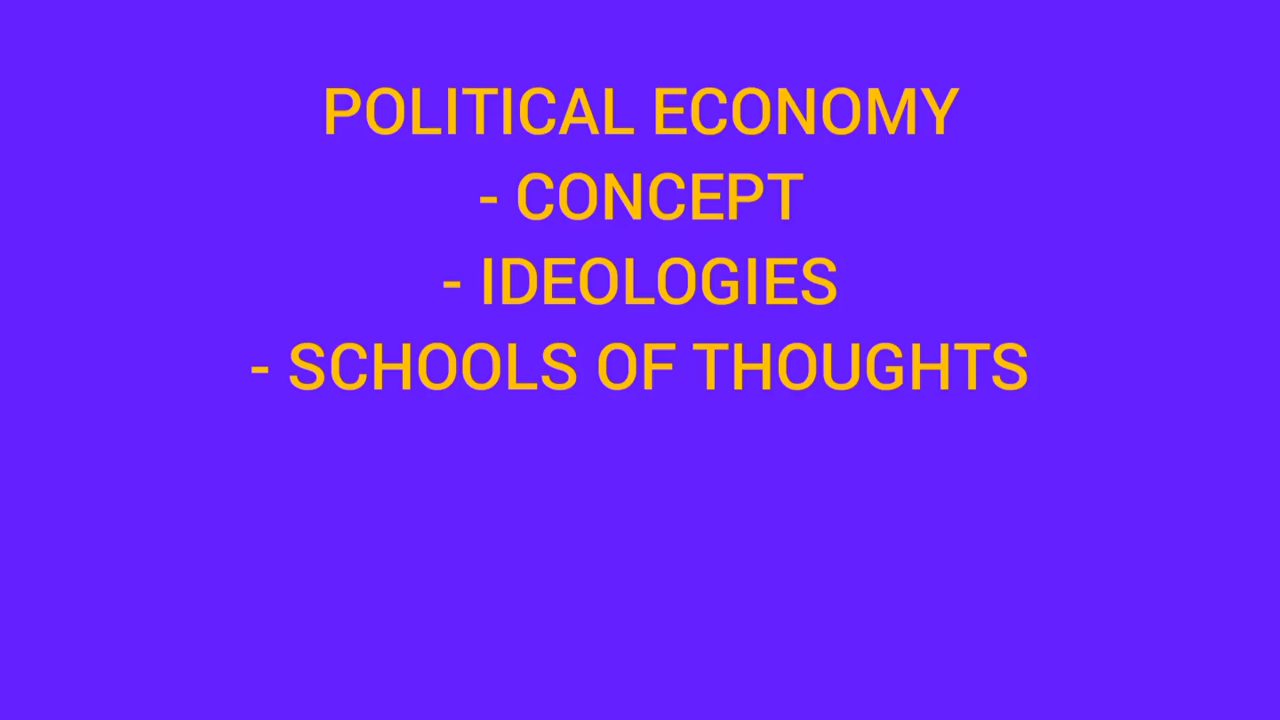 POLITICAL ECONOMY
- CONCEPT
- IDEOLOGIES
- SCHOOLS OF THOUGHTS